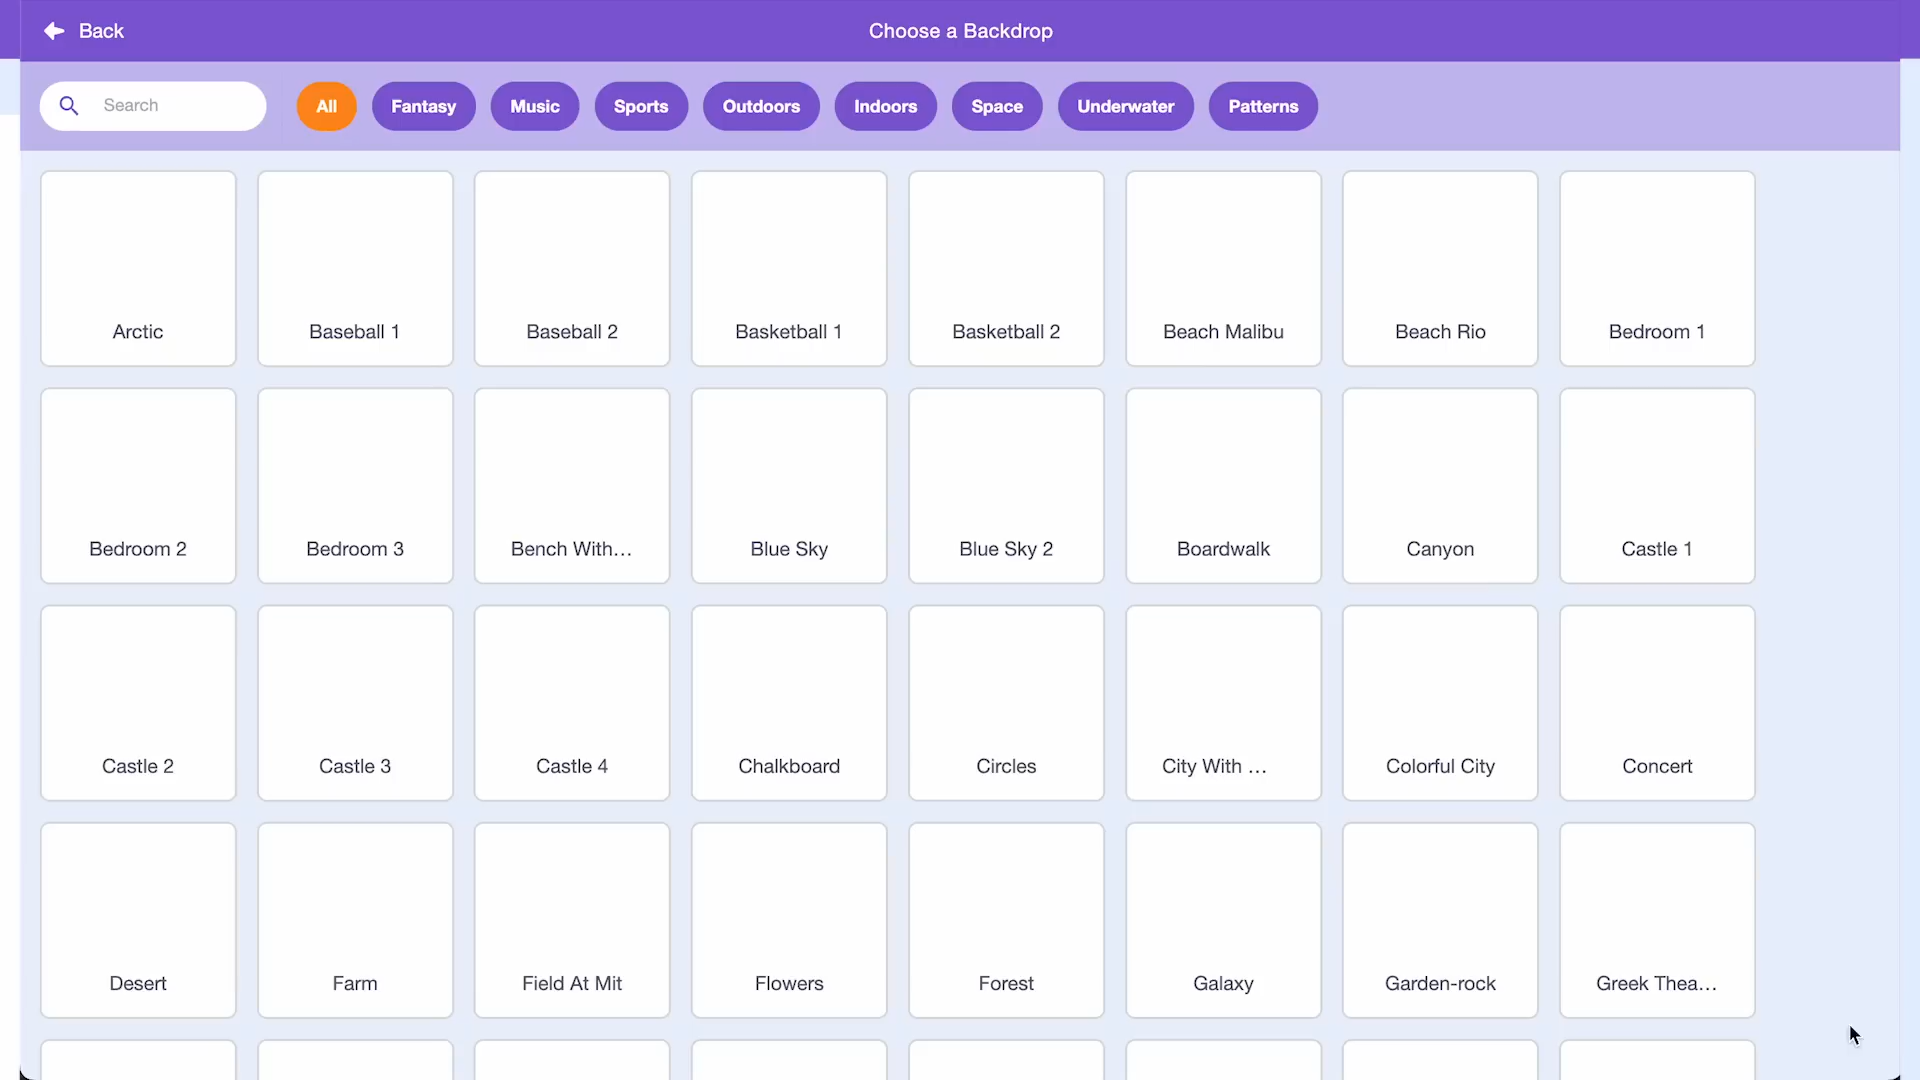 Back
Choose a Backdrop
Search
All
Fantasy
Music
Sports
Outdoors
Indoors
Space
Underwater
Patterns
Arctic
Baseball 1
Baseball 2
Basketball 1
Basketball 2
Beach Malibu
Beach Rio
Bedroom 1
Bedroom 2
Bedroom 3
Bench With...
Blue Sky
Blue Sky 2
Boardwalk
Canyon
Castle 1
Castle 2
Castle 3
Castle 4
Chalkboard
Circles
City With ...
Colorful City
Concert
Desert
Farm
Field At Mit
Flowers
Forest
Galaxy
Garden-rock
Greek Thea...